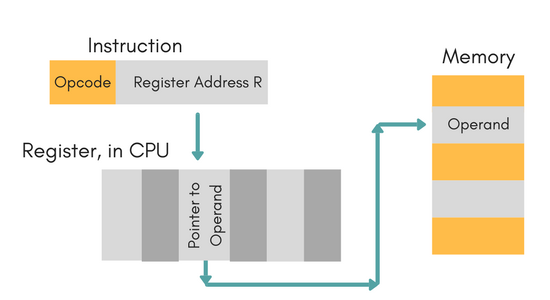 Instruction
Opcode
Register Address R
Register, in CPU
Pointer to
Operand
Memory
Operand